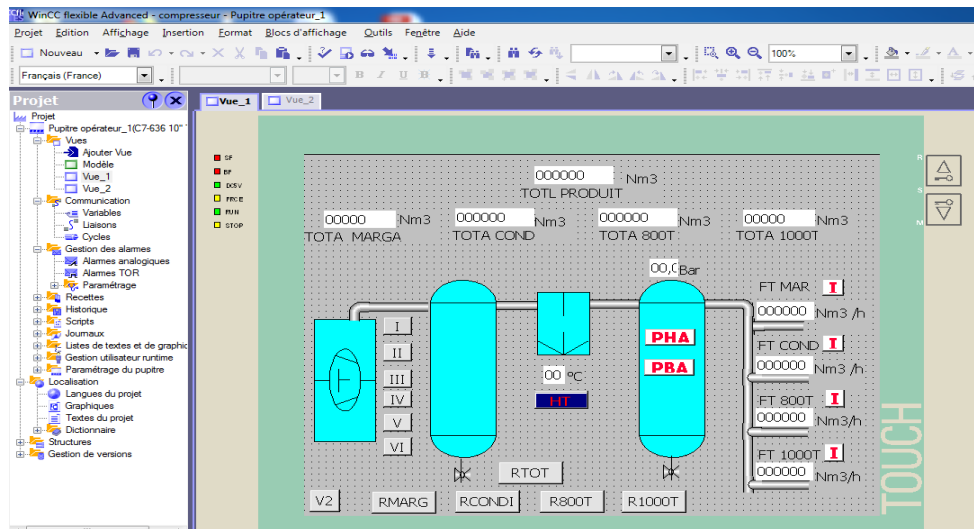 WinCC flexible Advanced - compresseur - Pupitre opérateur_1
Projet Edition Affichage Insertion Format Blocs d'affichage Outils Fenêtre Aide
Nouveau 100%
Français (France) B I U B
Projet
Vue_1 Vue_2
Projet
Pupitre opérateur_1(C7-636 10"
Vues
Ajouter Vue
Modèle
Vue_1
Vue_2
Communication
Variables
Liaisons
Cycles
Gestion des alarmes
Alarmes analogiques
Alarmes TOR
Paramétrage
Recettes
Historique
Scripts
Journaux
Listes de textes et de graphic
Gestion utilisateur runtime
Paramétrage du pupitre
Localisation
Langues du projet
Graphiques
Textes du projet
Dictionnaire
Structures
Gestion de versions
SF
BF
DC5V
FRCE
RUN
STOP
000000 Nm3
TOTL PRODUIT
00000 Nm3 000000 Nm3 000000 Nm3 00000 Nm3
TOTA MARGA TOTA COND TOTA 800T TOTA 1000T
00,0 Bar
I
II
III
IV
V
VI
00 °C
HT
PHA
PBA
FT MAR I
000000 Nm3 /h
FT COND I
000000 Nm3 /h
FT 800T I
000000 Nm3/h
FT 1000T I
000000 Nm3/h
RTOT
V2 RMARG RCONDI R800T R1000T
R
S
M
TOUCH